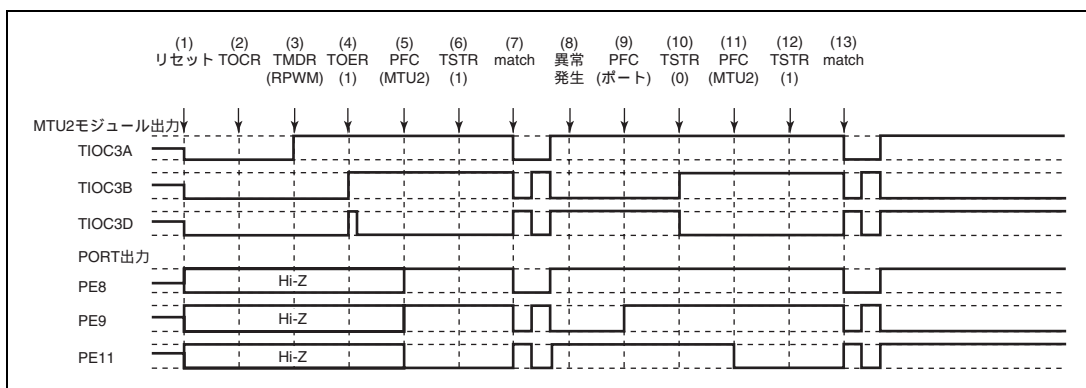 (1) (2) (3) (4) (5) (6) (7) (8) (9) (10) (11) (12) (13)
リセット TOCR TMDR TOER PFC TSTR match 異常 PFC TSTR PFC TSTR match
(RPWM) (1) (MTU2) (1) 発生 (ポート) (0) (MTU2) (1)
MTU2モジュール出力
TIOC3A
TIOC3B
TIOC3D
PORT出力
PE8 Hi-Z
PE9 Hi-Z
PE11 Hi-Z